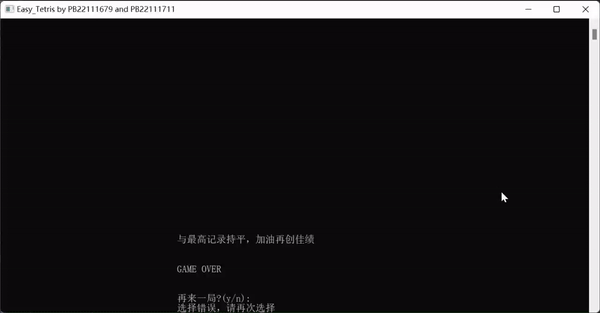 Easy_Tetris by PB22111679 and PB22111711
与最高记录持平，加油再创佳绩
GAME OVER
再来一局?(y/n):
选择错误，请再次选择